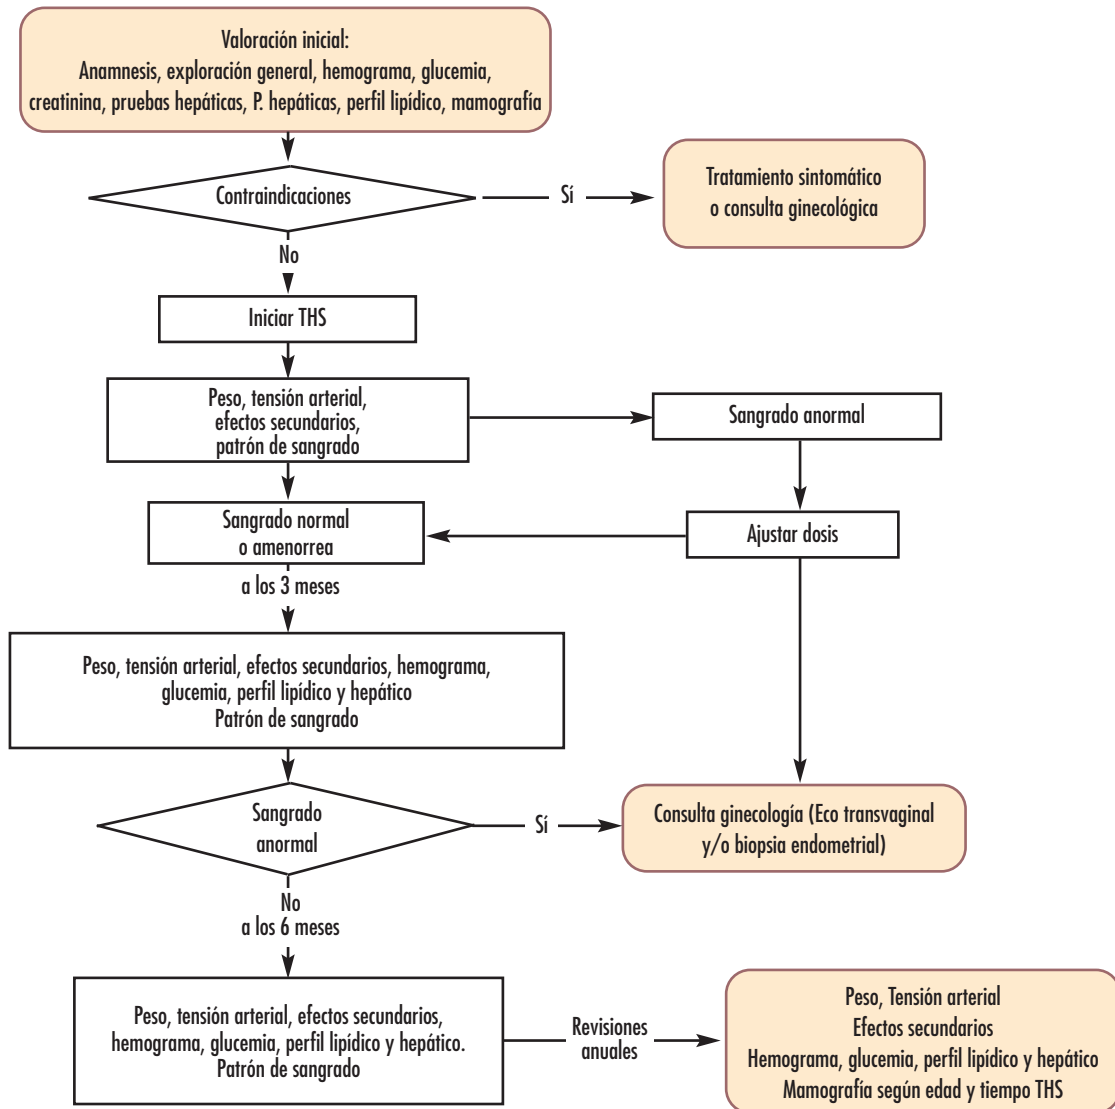 Valoración inicial:
Anamnesis, exploración general, hemograma, glucemia,
creatinina, pruebas hepáticas, P. hepáticas, perfil lipídico, mamografía
Contraindicaciones
Sí
Tratamiento sintomático
o consulta ginecológica
No
Iniciar THS
Peso, tensión arterial,
efectos secundarios,
patrón de sangrado
Sangrado anormal
Sangrado normal
o amenorrea
Ajustar dosis
a los 3 meses
Peso, tensión arterial, efectos secundarios, hemograma,
glucemia, perfil lipídico y hepático
Patrón de sangrado
Sangrado
anormal
Sí
Consulta ginecología (Eco transvaginal
y/o biopsia endometrial)
No
a los 6 meses
Peso, tensión arterial, efectos secundarios,
hemograma, glucemia, perfil lipídico y hepático.
Patrón de sangrado
Revisiones
anuales
Peso, Tensión arterial
Efectos secundarios
Hemograma, glucemia, perfil lipídico y hepático
Mamografía según edad y tiempo THS